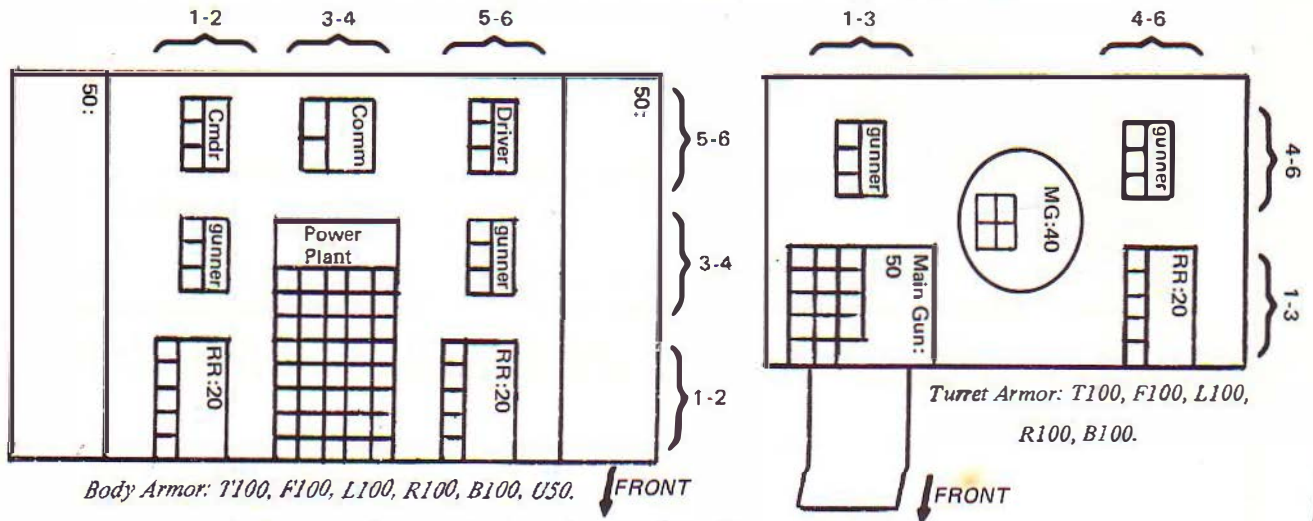 1-2
3-4
5-6
50:
Cmdr
Comm
Driver
50:
5-6
gunner
Power
Plant
gunner
3-4
RR:20
RR:20
1-2
Body Armor: T100, F100, L100, R100, B100, U50.
FRONT
1-3
4-6
gunner
MG:40
gunner
4-6
Main Gun:
50
RR:20
1-3
Turret Armor: T100, F100, L100,
R100, B100.
FRONT